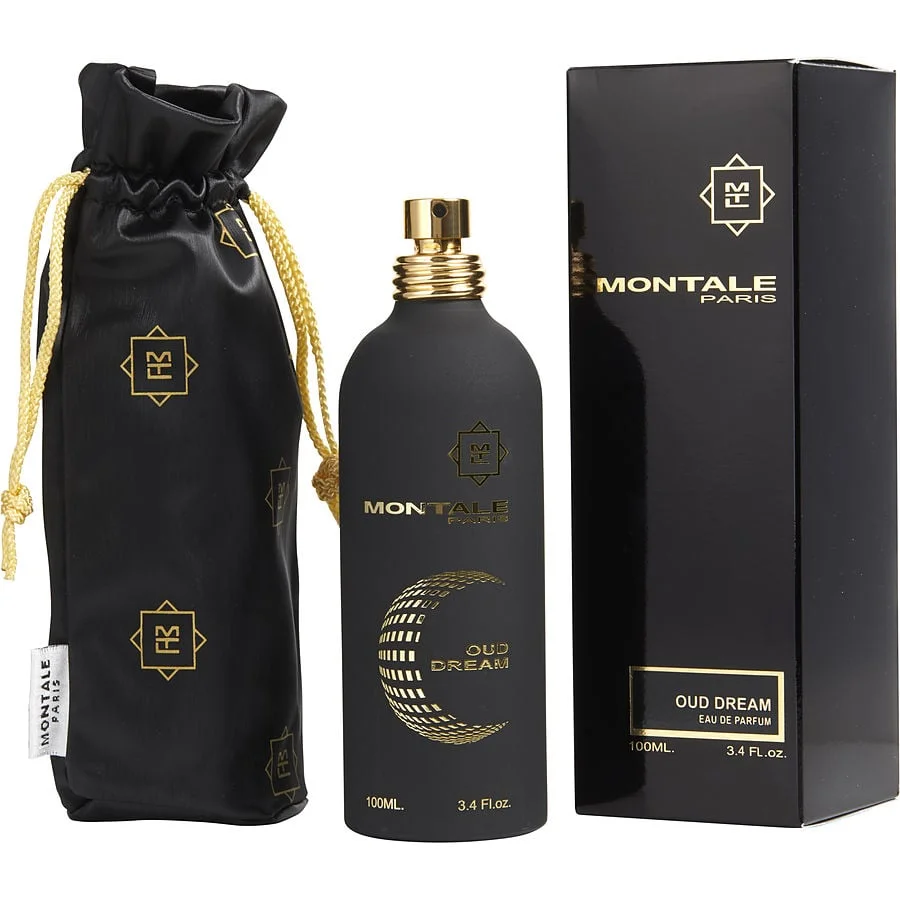 MONTALE
PARIS
MONTALE
PARIS
OUD
DREAM
100ML.
3.4 Fl.oz.
MONTALE
PARIS
OUD DREAM
EAU DE PARFUM
100ML.
3.4 FL.oz.